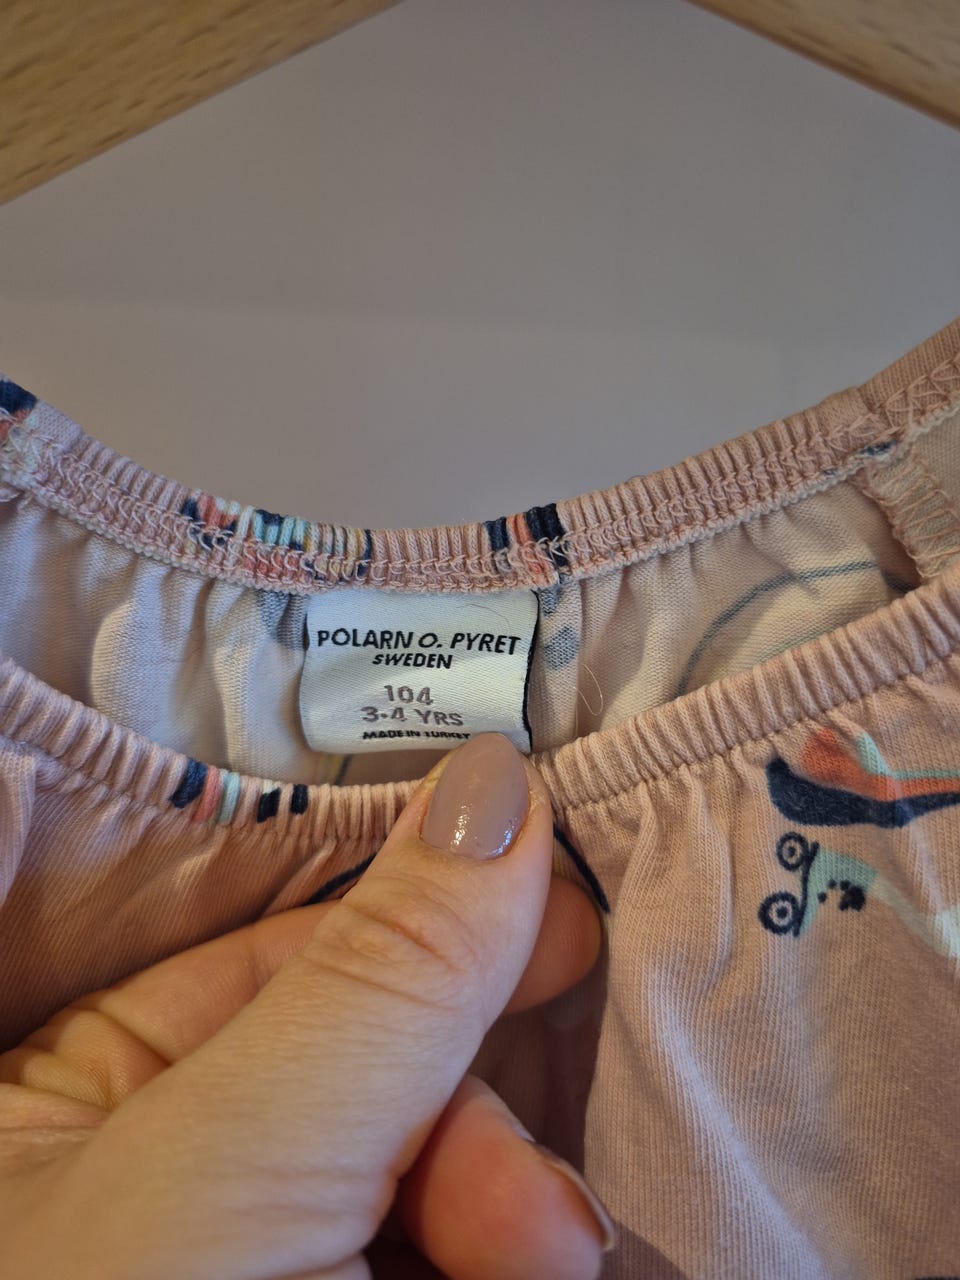 POLARN O. PYRET
SWEDEN
104
3-4 YRS
MADE IN TURKEY